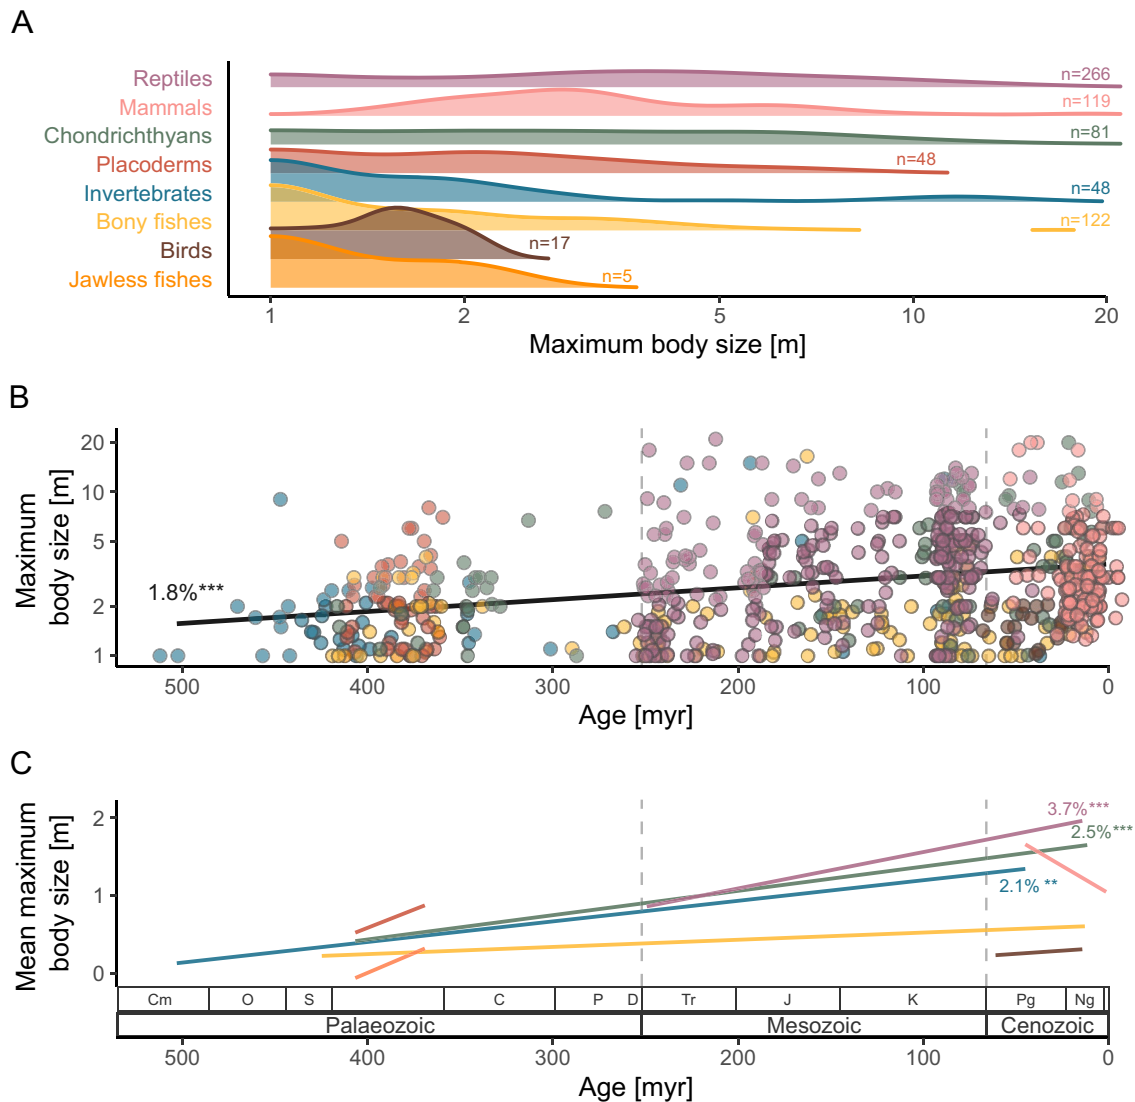 A
Reptiles n=266
Mammals n=119
Chondrichthyans n=81
Placoderms n=48
Invertebrates n=48
Bony fishes n=122
Birds n=17
Jawless fishes n=5
1 2 5 10 20
Maximum body size [m]
B
Maximum
body size [m]
20
10
5
2
1
1.8%***
500 400 300 200 100 0
Age [myr]
C
Mean maximum
body size [m]
2
1
0
3.7%***
2.5%***
2.1% **
Cm O S C P D Tr J K Pg Ng
Palaeozoic Mesozoic Cenozoic
500 400 300 200 100 0
Age [myr]